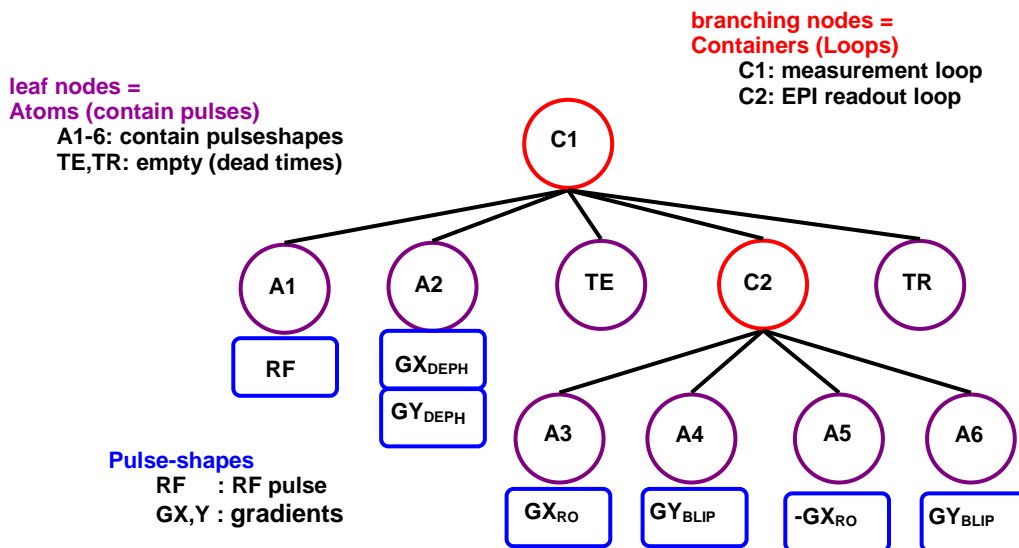 branching nodes =
Containers (Loops)
C1: measurement loop
C2: EPI readout loop
leaf nodes =
Atoms (contain pulses)
A1-6: contain pulseshapes
TE,TR: empty (dead times)
C1
A1
A2
TE
C2
TR
RF
GXDEPH
GYDEPH
A3
A4
A5
A6
GXRO
GYBLIP
-GXRO
GYBLIP
Pulse-shapes
RF : RF pulse
GX,Y : gradients